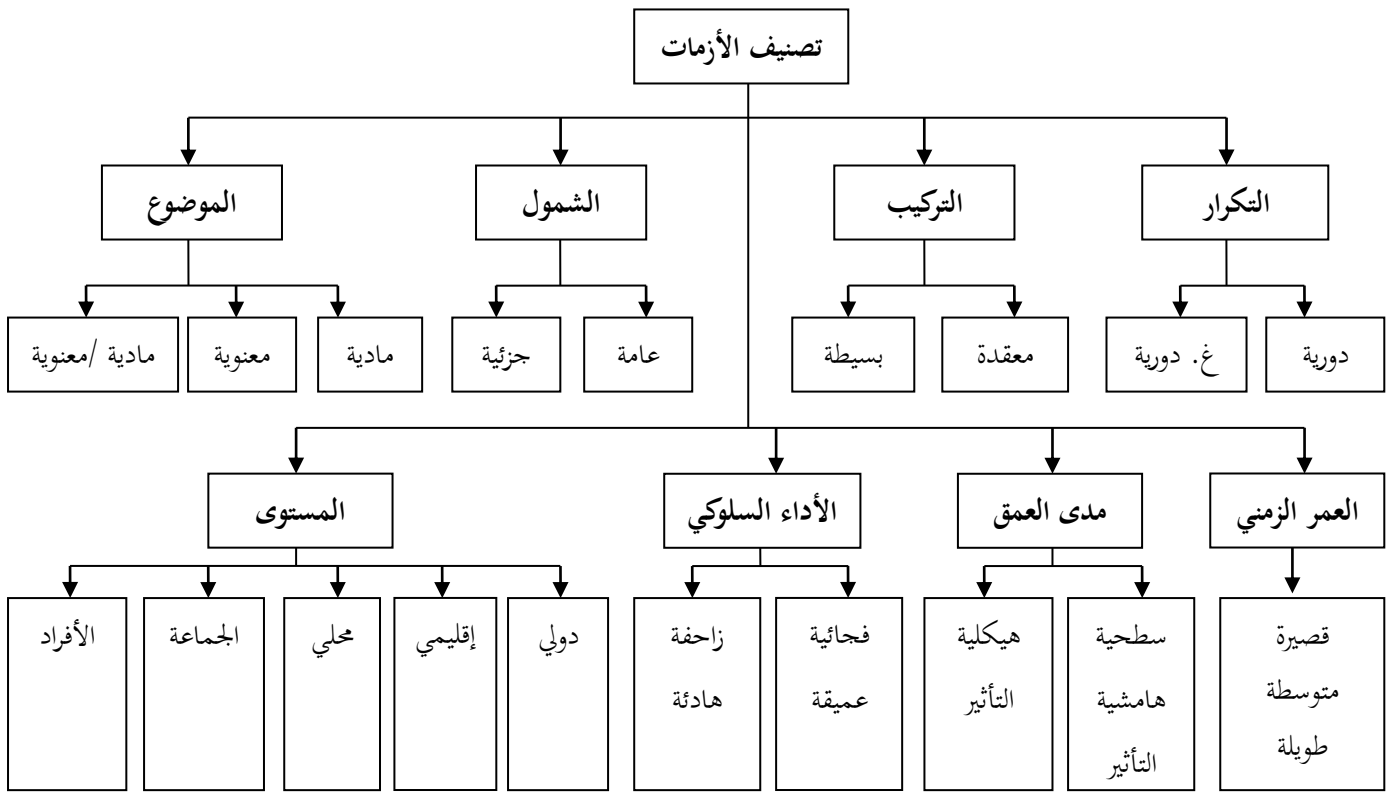 تصنيف الأزمات
التكرار
التركيب
الشمول
الموضوع
دورية
غ. دورية
معقدة
بسيطة
عامة
جزئية
مادية
معنوية
مادية /معنوية
العمر الزمني
مدى العمق
الأداء السلوكي
المستوى
قصيرة
متوسطة
طويلة
سطحية
هامشية
التأثير
هيكلية
التأثير
فجائية
عميقة
زاحفة
هادئة
دولي
إقليمي
محلي
الجماعة
الأفراد